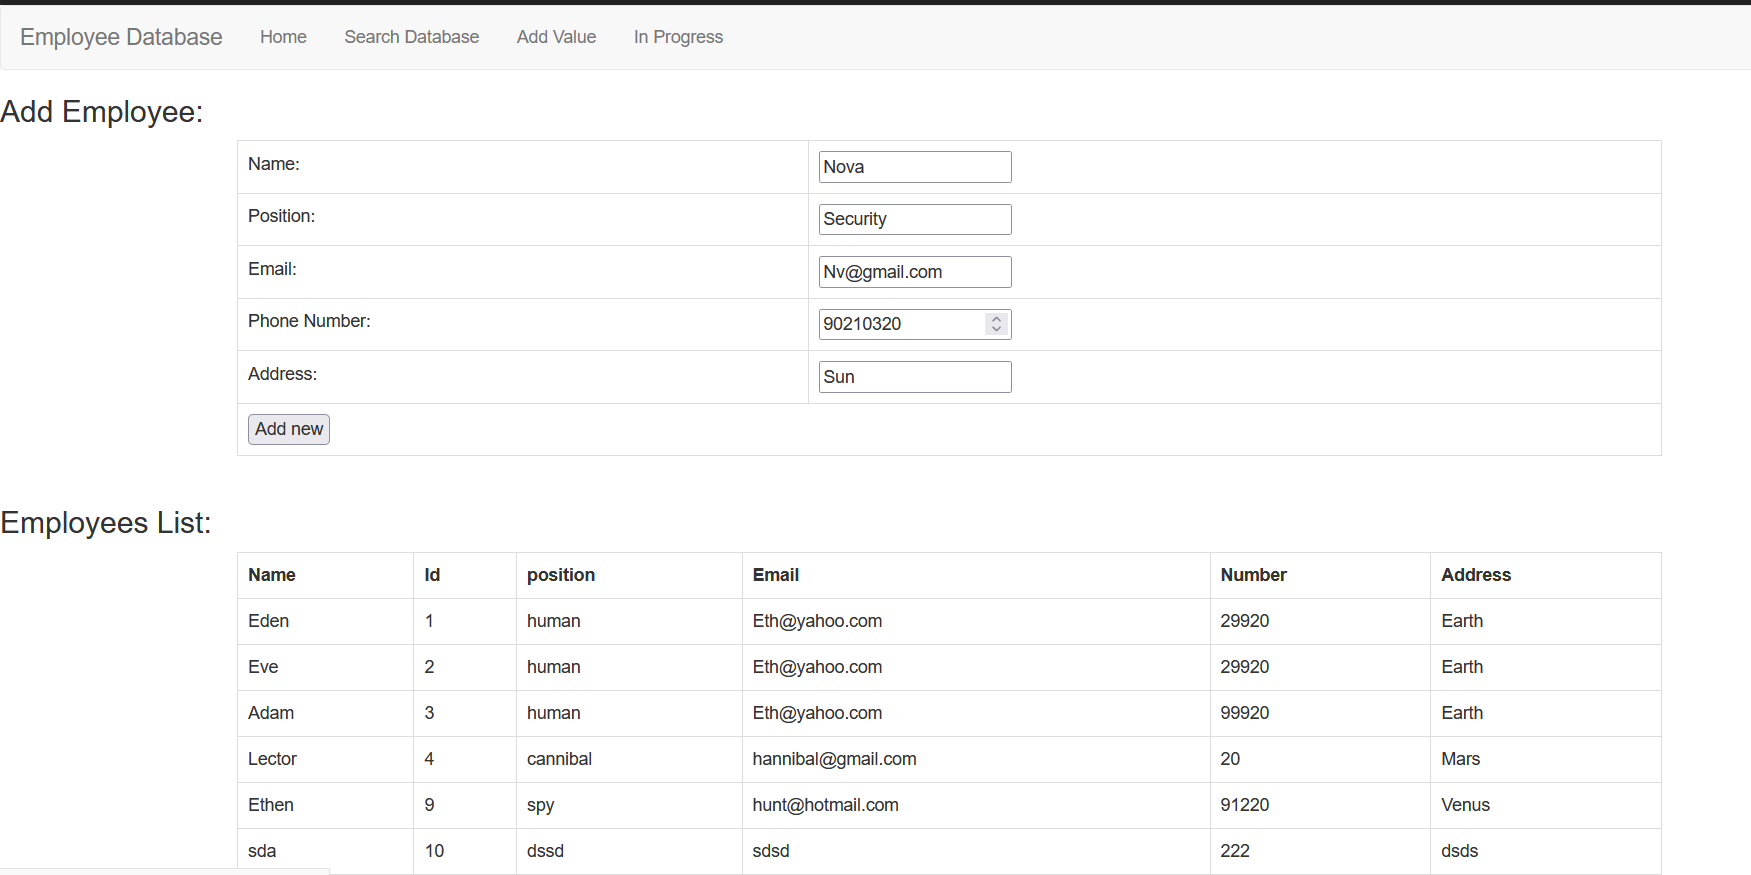 Employee Database Home Search Database Add Value In Progress
Add Employee:
Name: Nova
Position: Security
Email: Nv@gmail.com
Phone Number: 90210320
Address: Sun
Add new
Employees List:
Name Id position Email Number Address
Eden 1 human Eth@yahoo.com 29920 Earth
Eve 2 human Eth@yahoo.com 29920 Earth
Adam 3 human Eth@yahoo.com 99920 Earth
Lector 4 cannibal hannibal@gmail.com 20 Mars
Ethen 9 spy hunt@hotmail.com 91220 Venus
sda 10 dssd sdsd 222 dsds